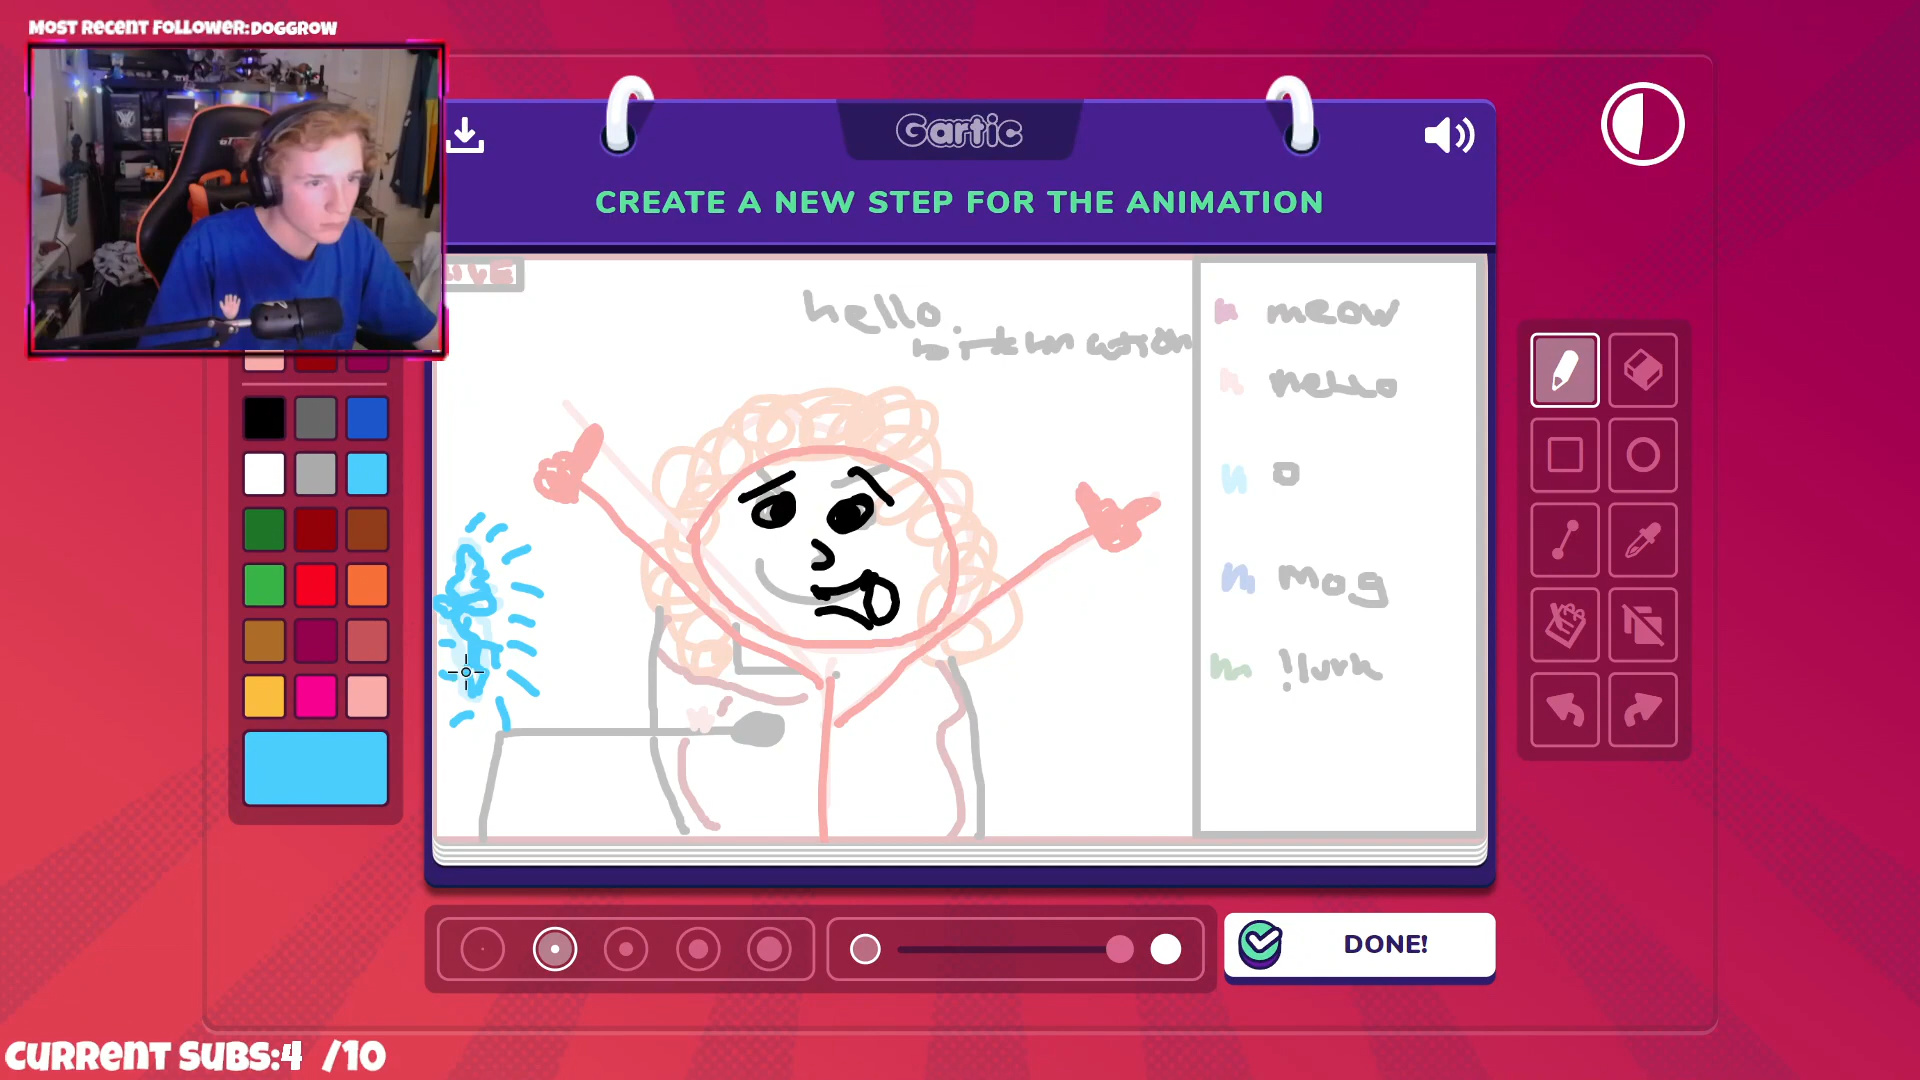 MOST RECENT FOLLOWER:DOGGROW
Gartic
CREATE A NEW STEP FOR THE ANIMATION
hello
meow
hello
o
mog
!lurk
DONE!
CURRENT SUBS:4 /10